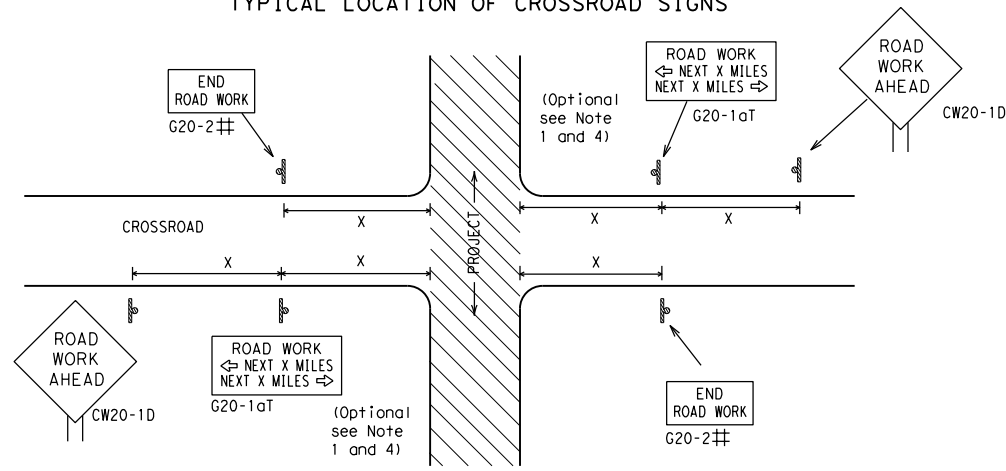 TYPICAL LOCATION OF CROSSROAD SIGNS
END
ROAD WORK
G20-2#
(Optional
see Note
1 and 4)
ROAD WORK
⇦ NEXT X MILES
NEXT X MILES ⇨
G20-1aT
ROAD
WORK
AHEAD
CW20-1D
X
X
X
CROSSROAD
PROJECT
X
X
X
ROAD
WORK
AHEAD
CW20-1D
ROAD WORK
⇦ NEXT X MILES
NEXT X MILES ⇨
G20-1aT
(Optional
see Note
1 and 4)
END
ROAD WORK
G20-2#